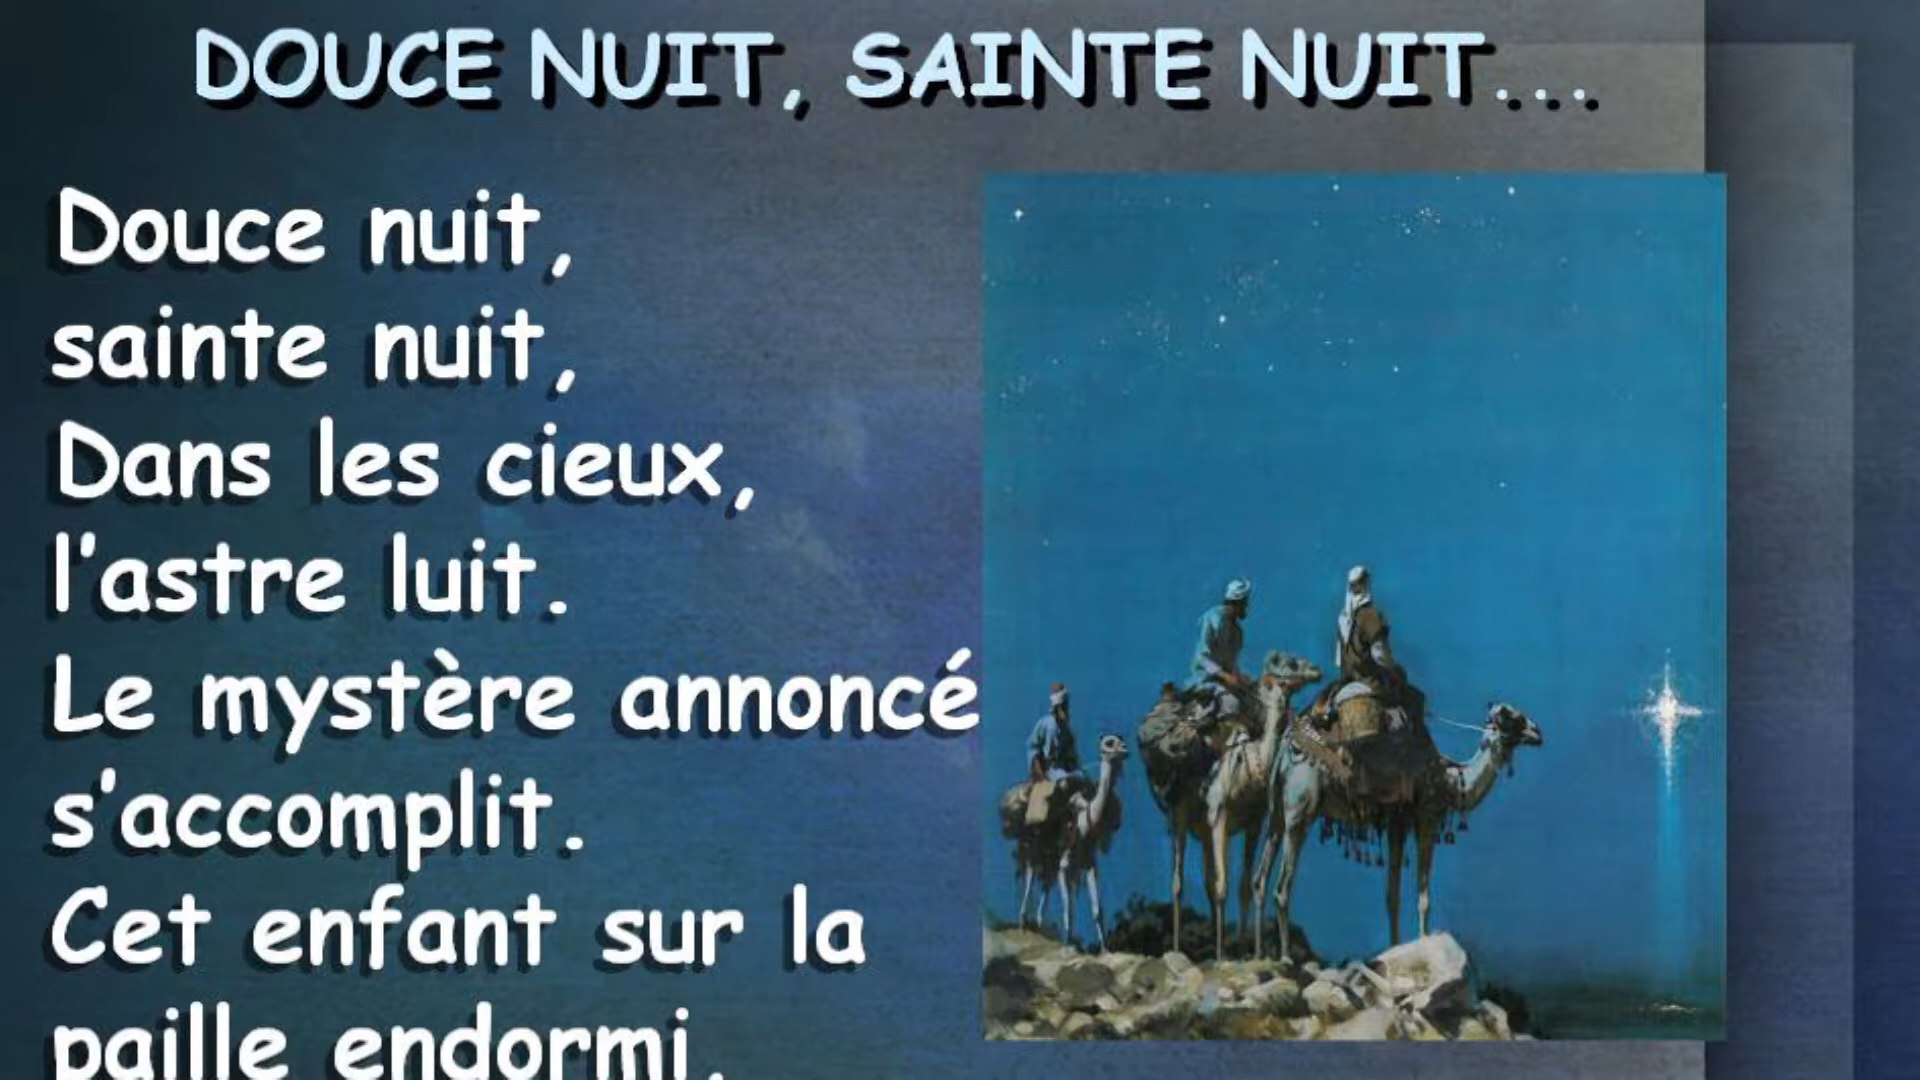 DOUCE NUIT, SAINTE NUIT...
Douce nuit,
sainte nuit,
Dans les cieux,
l'astre luit.
Le mystère annoncé
s'accomplit.
Cet enfant sur la
paille endormi,